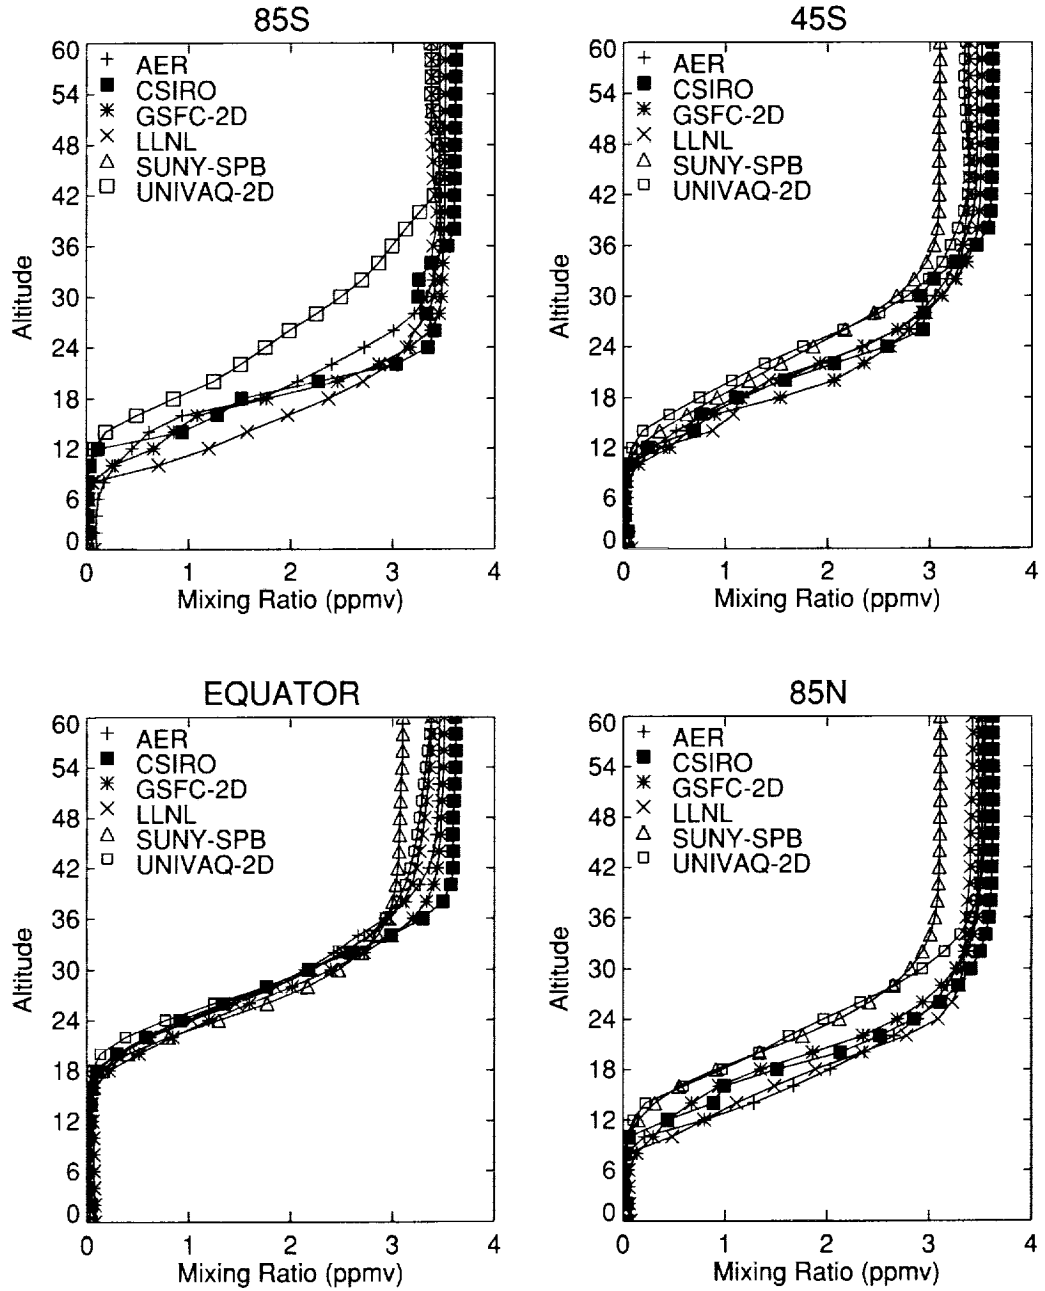 85S
60
54
48
42
36
30
24
18
12
6
0
Altitude
AER
CSIRO
GSFC-2D
LLNL
SUNY-SPB
UNIVAQ-2D
0 1 2 3 4
Mixing Ratio (ppmv)
45S
60
54
48
42
36
30
24
18
12
6
0
Altitude
AER
CSIRO
GSFC-2D
LLNL
SUNY-SPB
UNIVAQ-2D
0 1 2 3 4
Mixing Ratio (ppmv)
EQUATOR
60
54
48
42
36
30
24
18
12
6
0
Altitude
AER
CSIRO
GSFC-2D
LLNL
SUNY-SPB
UNIVAQ-2D
0 1 2 3 4
Mixing Ratio (ppmv)
85N
60
54
48
42
36
30
24
18
12
6
0
Altitude
AER
CSIRO
GSFC-2D
LLNL
SUNY-SPB
UNIVAQ-2D
0 1 2 3 4
Mixing Ratio (ppmv)